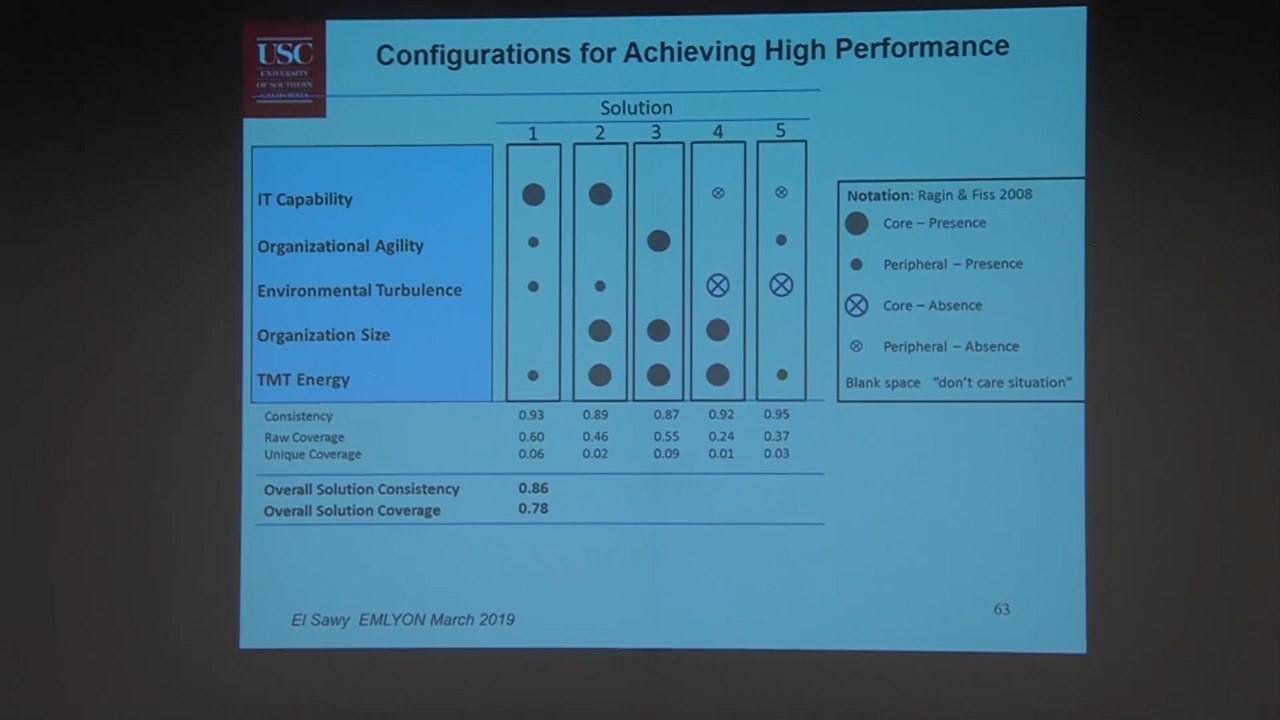 USC
UNIVERSITY
OF SOUTHERN
CALIFORNIA
Configurations for Achieving High Performance
Solution
1 2 3 4 5
IT Capability
Organizational Agility
Environmental Turbulence
Organization Size
TMT Energy
Consistency 0.93 0.89 0.87 0.92 0.95
Raw Coverage 0.60 0.46 0.55 0.24 0.37
Unique Coverage 0.06 0.02 0.09 0.01 0.03
Overall Solution Consistency 0.86
Overall Solution Coverage 0.78
Notation: Ragin & Fiss 2008
Core – Presence
Peripheral – Presence
Core – Absence
Peripheral – Absence
Blank space “don’t care situation”
El Sawy EMLYON March 2019
63